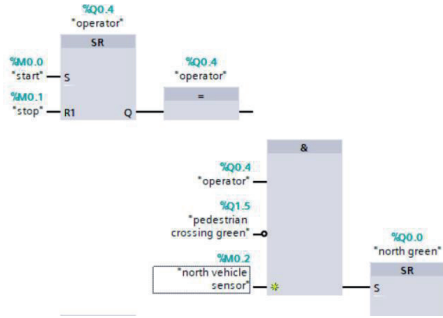 %Q0.4
"operator"
SR
%M0.0
"start"
S
%Q0.4
"operator"
=
%M0.1
"stop"
R1
Q
&
%Q0.4
"operator"
%Q1.5
"pedestrian
crossing green"
%Q0.0
"north green"
SR
%M0.2
"north vehicle
sensor"
S